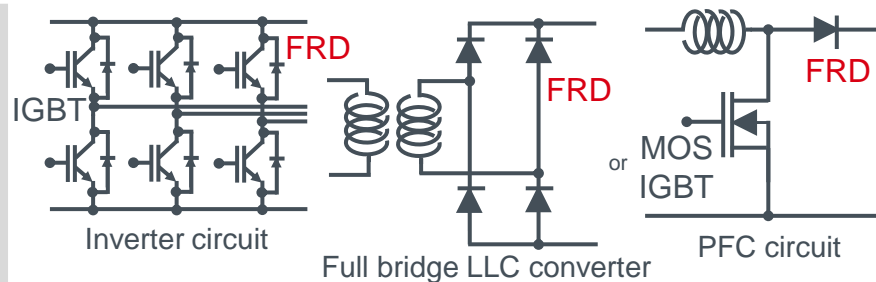 FRD
IGBT
Inverter circuit
FRD
Full bridge LLC converter
FRD
or MOS
IGBT
PFC circuit